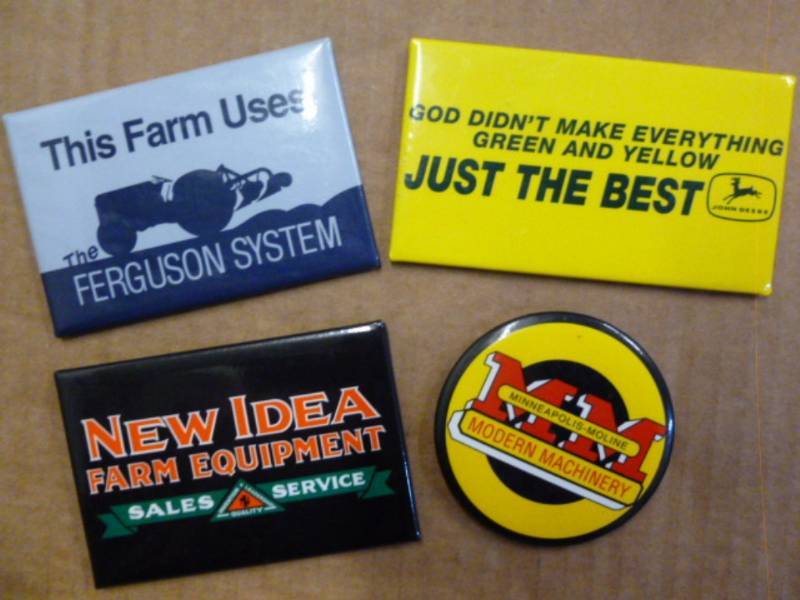 This Farm Uses
The
FERGUSON SYSTEM
GOD DIDN'T MAKE EVERYTHING
GREEN AND YELLOW
JUST THE BEST
JOHN DEERE
NEW IDEA
FARM EQUIPMENT
SALES SERVICE
QUALITY
MM
MINNEAPOLIS-MOLINE
MODERN MACHINERY